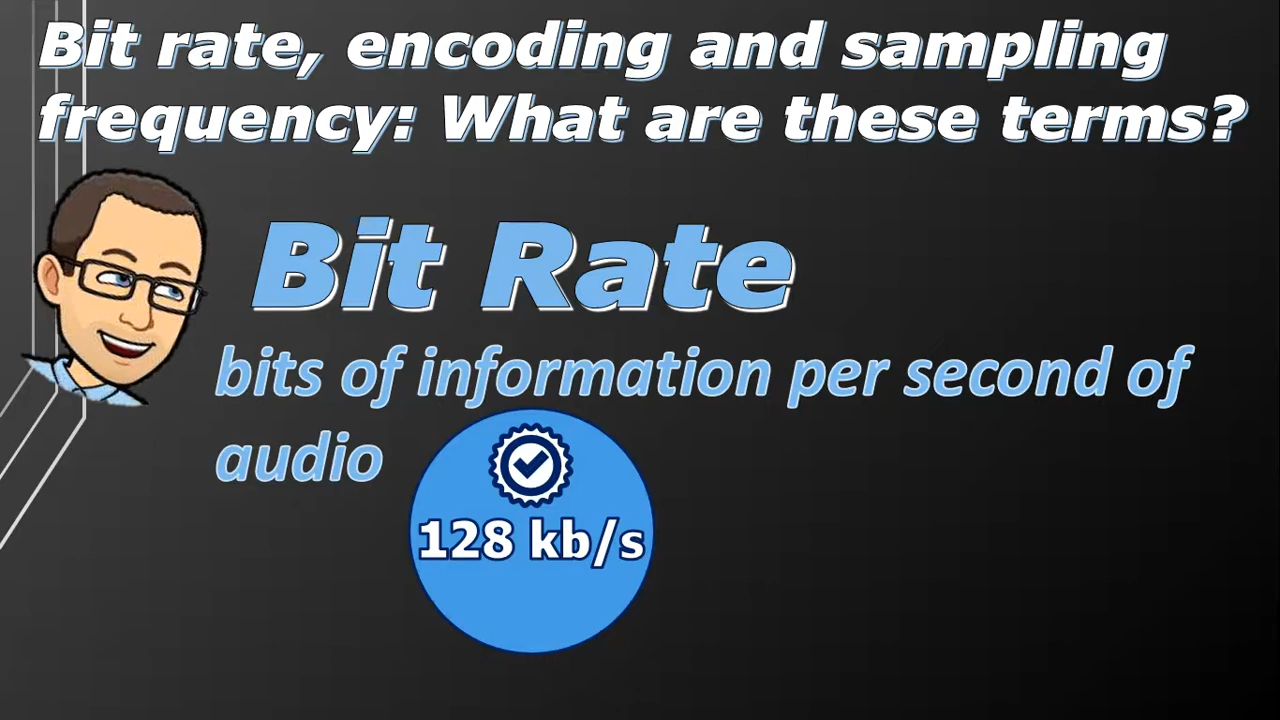 Bit rate, encoding and sampling
frequency: What are these terms?
Bit Rate
bits of information per second of
audio
128 kb/s